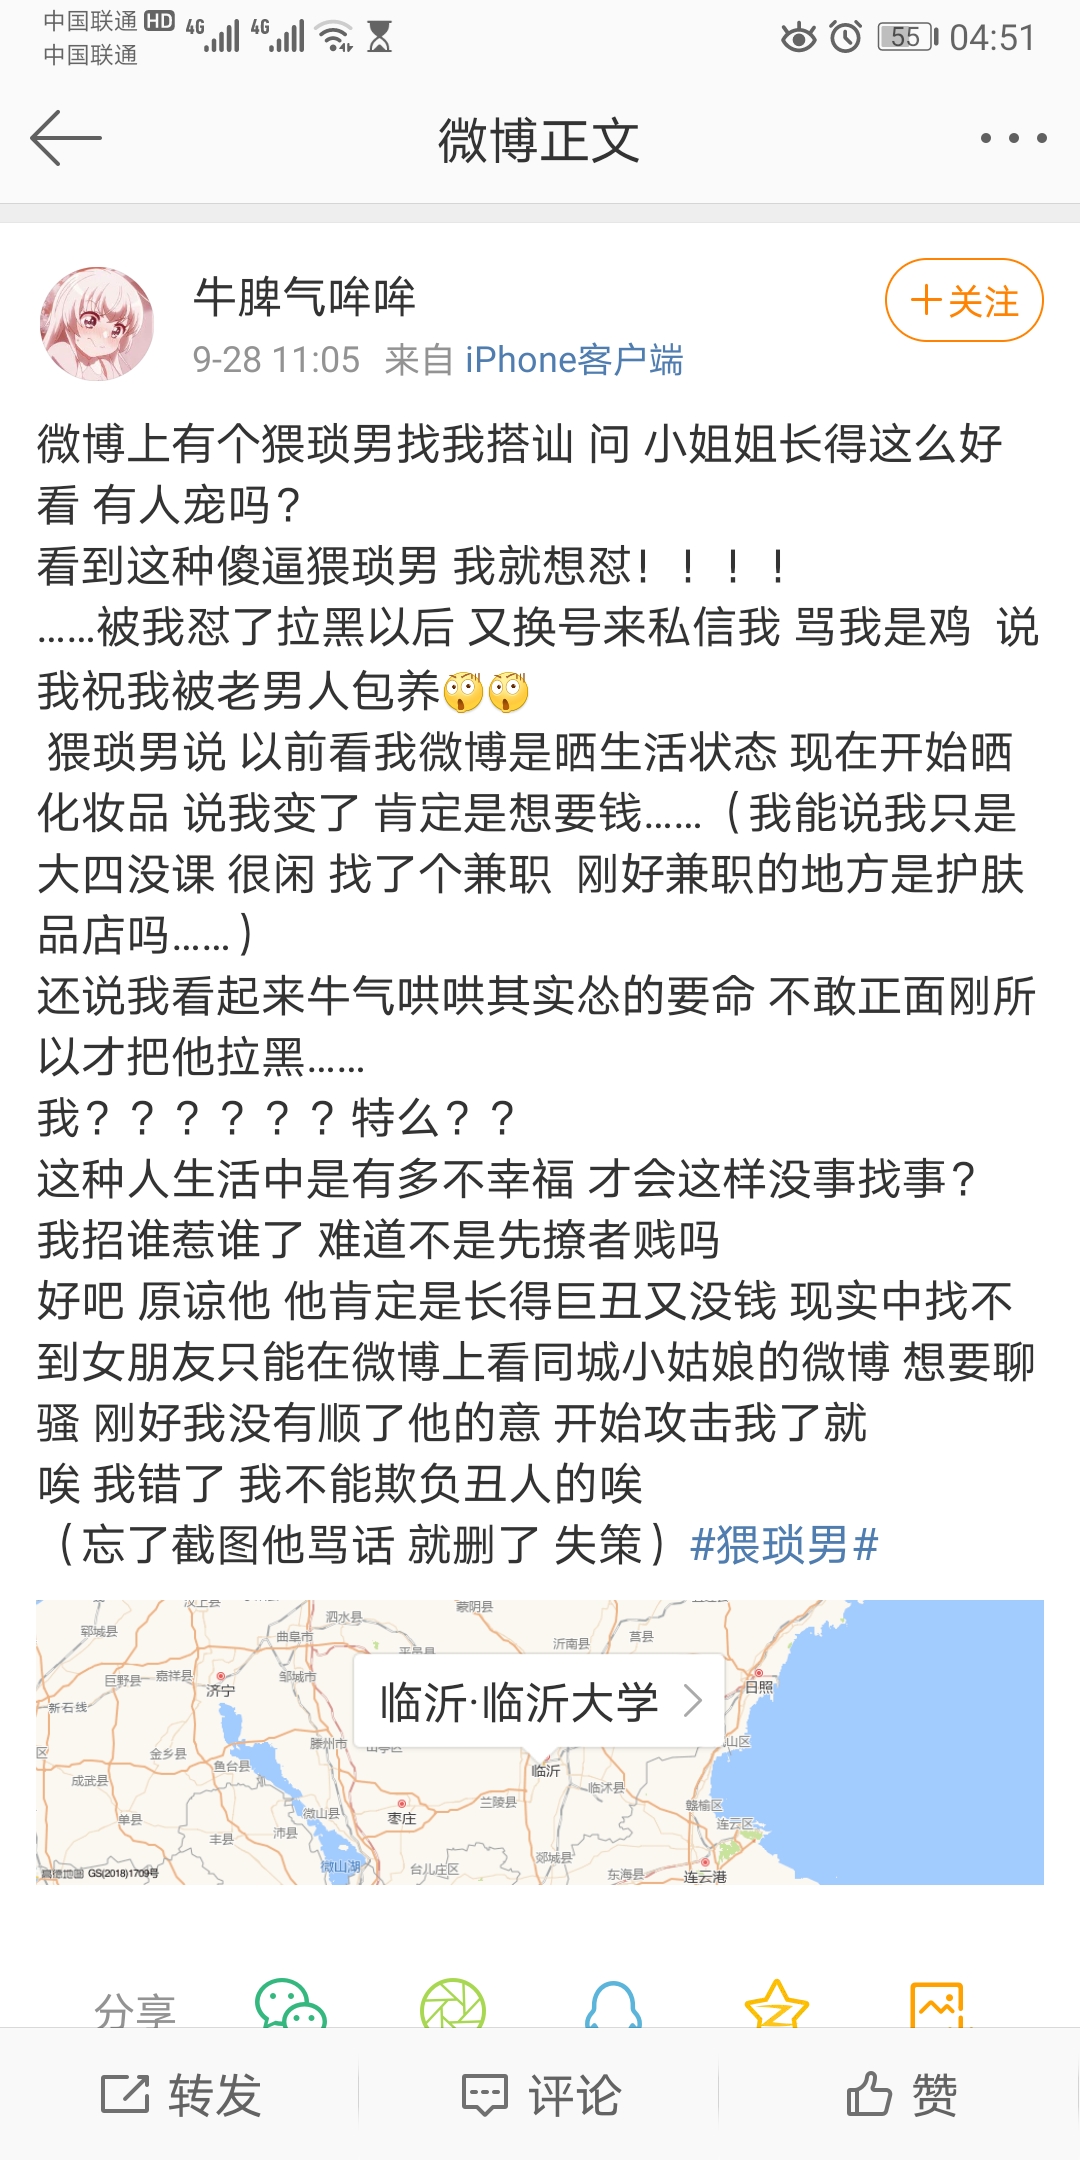 中国联通 HD 4G 4G
中国联通
55 04:51
微博正文
牛脾气哞哞
+关注
9-28 11:05 来自 iPhone客户端
微博上有个猥琐男找我搭讪 问 小姐姐长得这么好
看 有人宠吗?
看到这种傻逼猥琐男 我就想怼!！！！
......被我怼了拉黑以后 又换号来私信我 骂我是鸡  说
我祝我被老男人包养
猥琐男说 以前看我微博是晒生活状态 现在开始晒
化妆品 说我变了 肯定是想要钱......（我能说我只是
大四没课 很闲 找了个兼职  刚好兼职的地方是护肤
品店吗......）
还说我看起来牛气哄哄其实怂的要命 不敢正面刚所
以才把他拉黑......
我？？？？？？特么？？
这种人生活中是有多不幸福 才会这样没事找事?
我招谁惹谁了 难道不是先撩者贱吗
好吧 原谅他 他肯定是长得巨丑又没钱 现实中找不
到女朋友只能在微博上看同城小姑娘的微博 想要聊
骚 刚好我没有顺了他的意 开始攻击我了就
唉 我错了 我不能欺负丑人的唉
（忘了截图他骂话 就删了 失策）#猥琐男#
汶上县
泗水县
蒙阴县
郓城县
曲阜市
平邑县
沂南县
莒县
巨野县
嘉祥县
济宁
邹城市
临沂·临沂大学
日照
新石线
区
金乡县
鱼台县
滕州市
山亭区
临沂
山区
成武县
临沭县
单县
微山县
枣庄
兰陵县
赣榆区
连云区
丰县
沛县
微山湖
台儿庄区
郯城县
东海县
连云港
高德地图 GS(2018)1709号
分享
转发
评论
赞